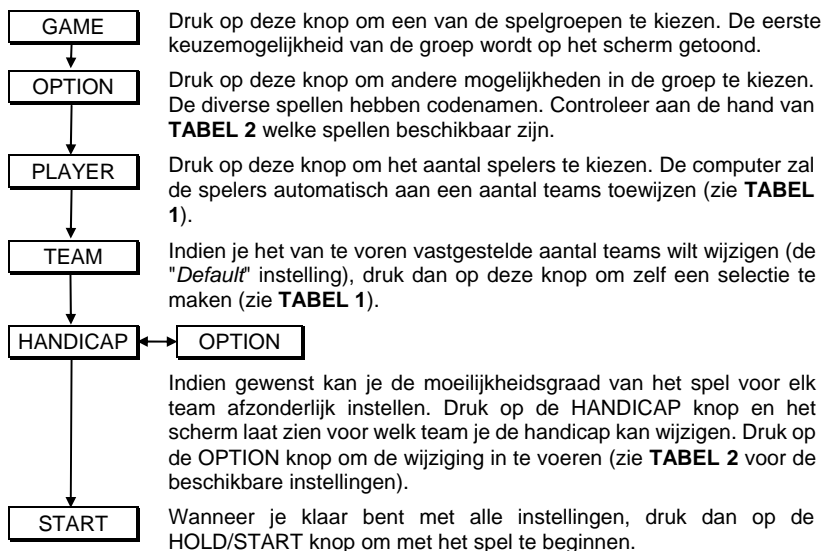 GAME
Druk op deze knop om een van de spelgroepen te kiezen. De eerste
keuzemogelijkheid van de groep wordt op het scherm getoond.
OPTION
Druk op deze knop om andere mogelijkheden in de groep te kiezen.
De diverse spellen hebben codenamen. Controleer aan de hand van
TABEL 2 welke spellen beschikbaar zijn.
PLAYER
Druk op deze knop om het aantal spelers te kiezen. De computer zal
de spelers automatisch aan een aantal teams toewijzen (zie TABEL
1).
TEAM
Indien je het van te voren vastgestelde aantal teams wilt wijzigen (de
"Default" instelling), druk dan op deze knop om zelf een selectie te
maken (zie TABEL 1).
HANDICAP OPTION
Indien gewenst kan je de moeilijkheidsgraad van het spel voor elk
team afzonderlijk instellen. Druk op de HANDICAP knop en het
scherm laat zien voor welk team je de handicap kan wijzigen. Druk op
de OPTION knop om de wijziging in te voeren (zie TABEL 2 voor de
beschikbare instellingen).
START
Wanneer je klaar bent met alle instellingen, druk dan op de
HOLD/START knop om met het spel te beginnen.